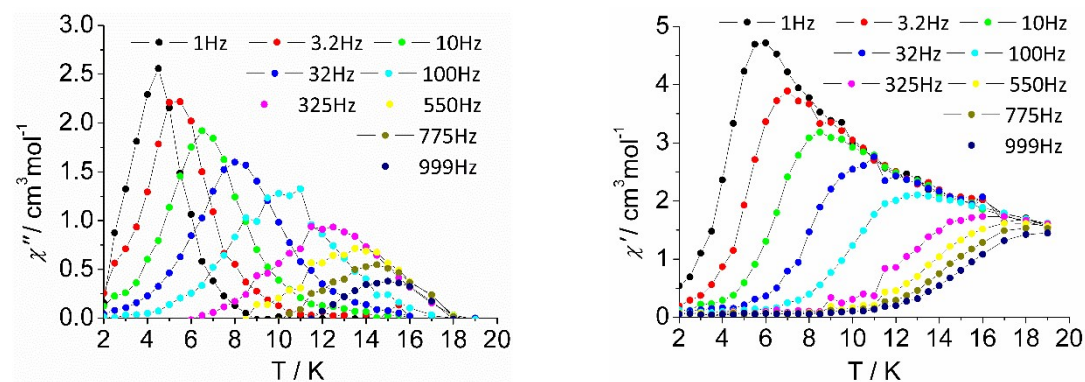 χ'' / cm³mol⁻¹
3.0
2.5
2.0
1.5
1.0
0.5
0.0
1Hz 3.2Hz 10Hz
32Hz 100Hz
325Hz 550Hz
775Hz
999Hz
2 4 6 8 10 12 14 16 18 20
T / K
χ' / cm³mol⁻¹
5
4
3
2
1
0
1Hz 3.2Hz 10Hz
32Hz 100Hz
325Hz 550Hz
775Hz
999Hz
2 4 6 8 10 12 14 16 18 20
T / K